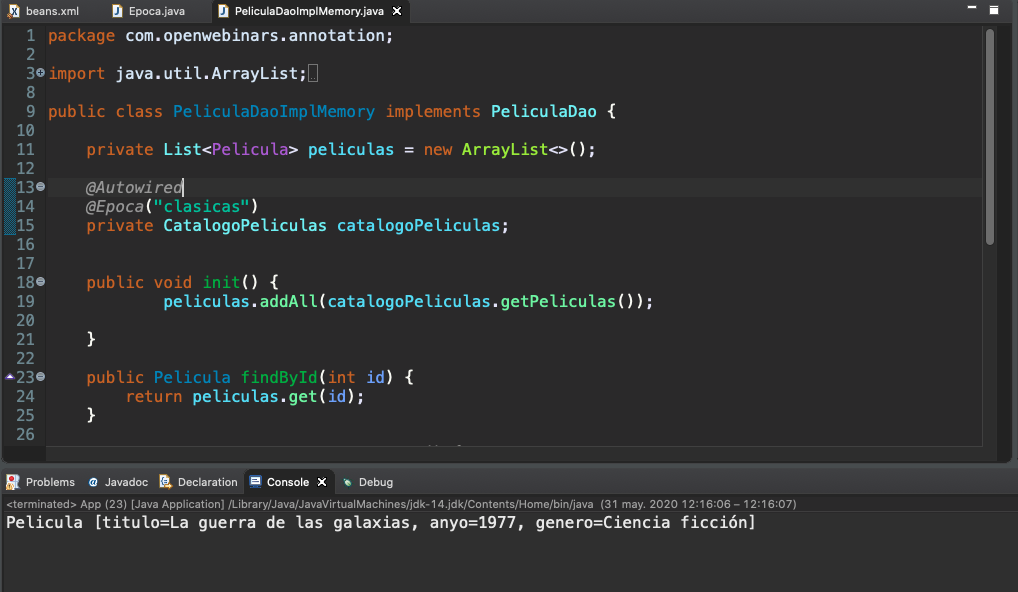 beans.xml Epoca.java PeliculaDaoImplMemory.java
1 package com.openwebinars.annotation;
2
3 import java.util.ArrayList;
8
9 public class PeliculaDaoImplMemory implements PeliculaDao {
10
11 private List<Pelicula> peliculas = new ArrayList<>();
12
13 @Autowired
14 @Epoca("clasicas")
15 private CatalogoPeliculas catalogoPeliculas;
16
17
18 public void init() {
19 peliculas.addAll(catalogoPeliculas.getPeliculas());
20
21 }
22
23 public Pelicula findById(int id) {
24 return peliculas.get(id);
25 }
26
Problems Javadoc Declaration Console Debug
<terminated> App (23) [Java Application] /Library/Java/JavaVirtualMachines/jdk-14.jdk/Contents/Home/bin/java (31 may. 2020 12:16:06 – 12:16:07)
Pelicula [titulo=La guerra de las galaxias, anyo=1977, genero=Ciencia ficción]